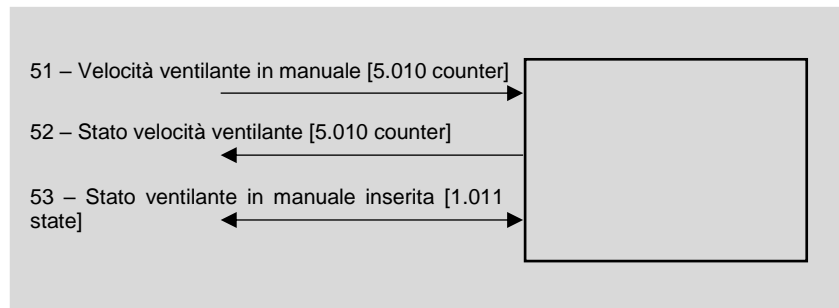 51 – Velocità ventilante in manuale [5.010 counter]
52 – Stato velocità ventilante [5.010 counter]
53 – Stato ventilante in manuale inserita [1.011
state]